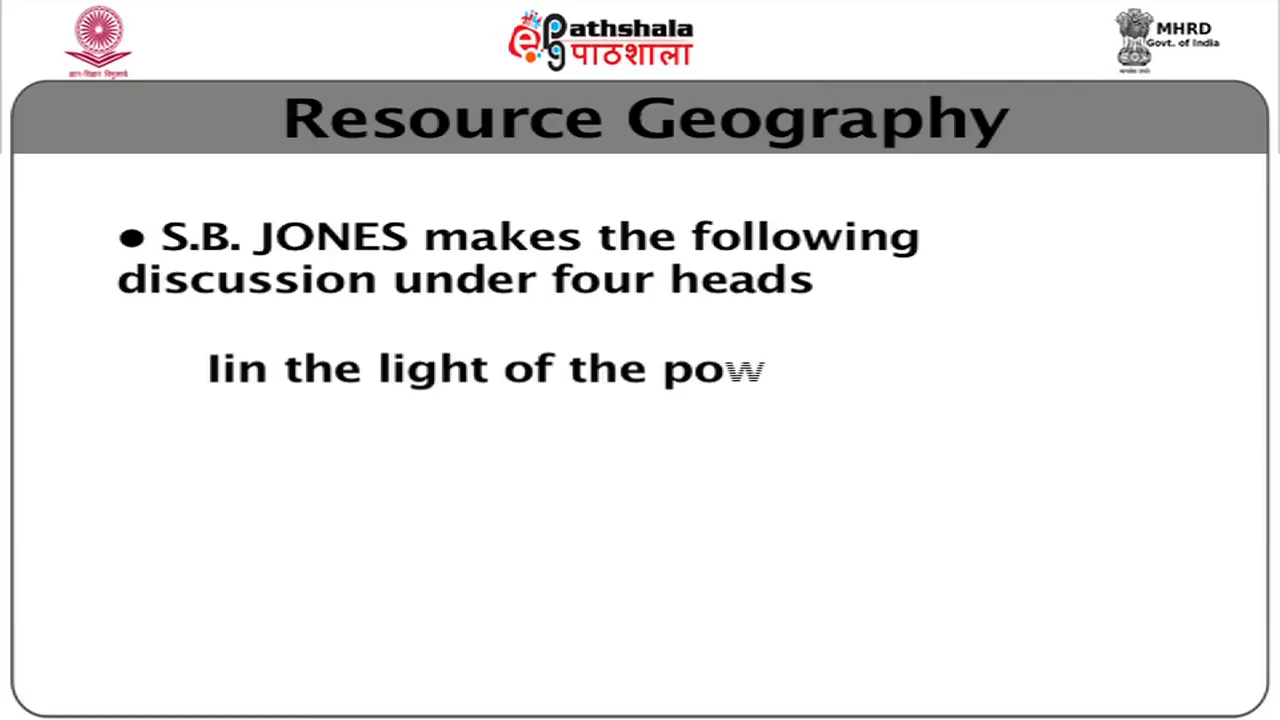 ePG Pathshala
पाठशाला
MHRD
Govt. of India
Resource Geography
● S.B. JONES makes the following
discussion under four heads
Iin the light of the pow